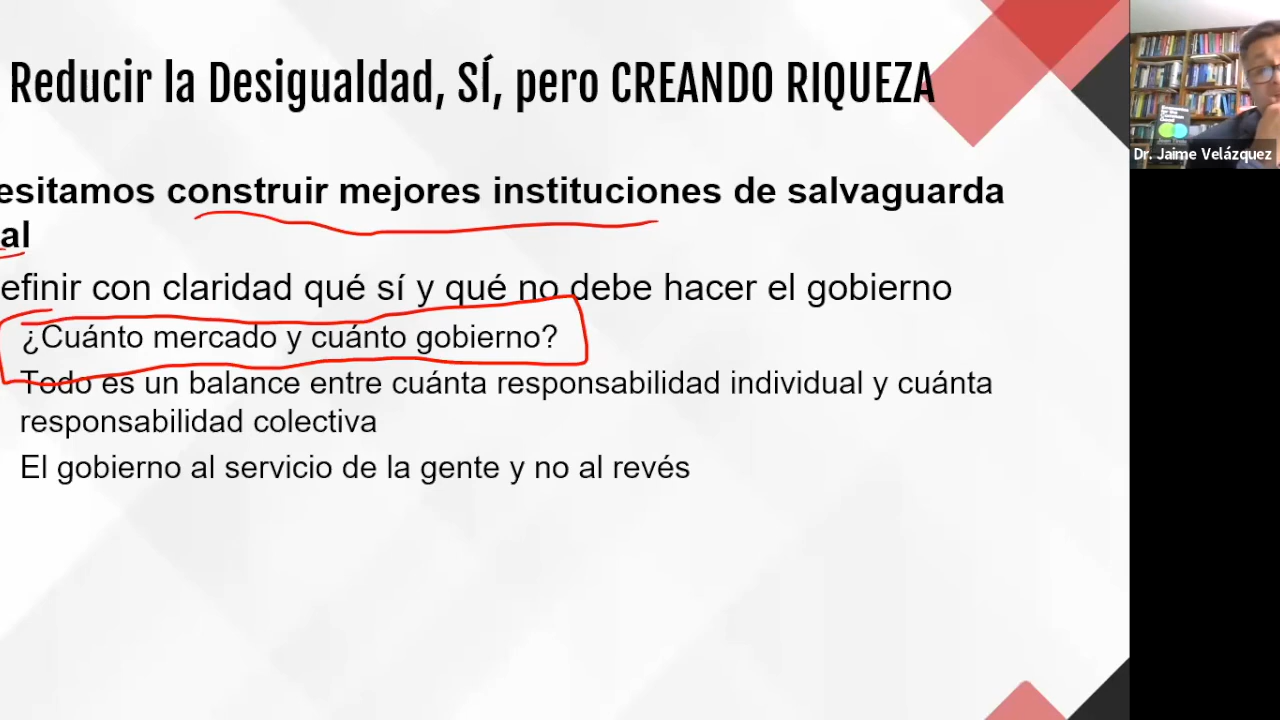 Reducir la Desigualdad, SÍ, pero CREANDO RIQUEZA
esitamos construir mejores instituciones de salvaguarda
al
efinir con claridad qué sí y qué no debe hacer el gobierno
¿Cuánto mercado y cuánto gobierno?
Todo es un balance entre cuánta responsabilidad individual y cuánta
responsabilidad colectiva
El gobierno al servicio de la gente y no al revés
Dr. Jaime Velázquez